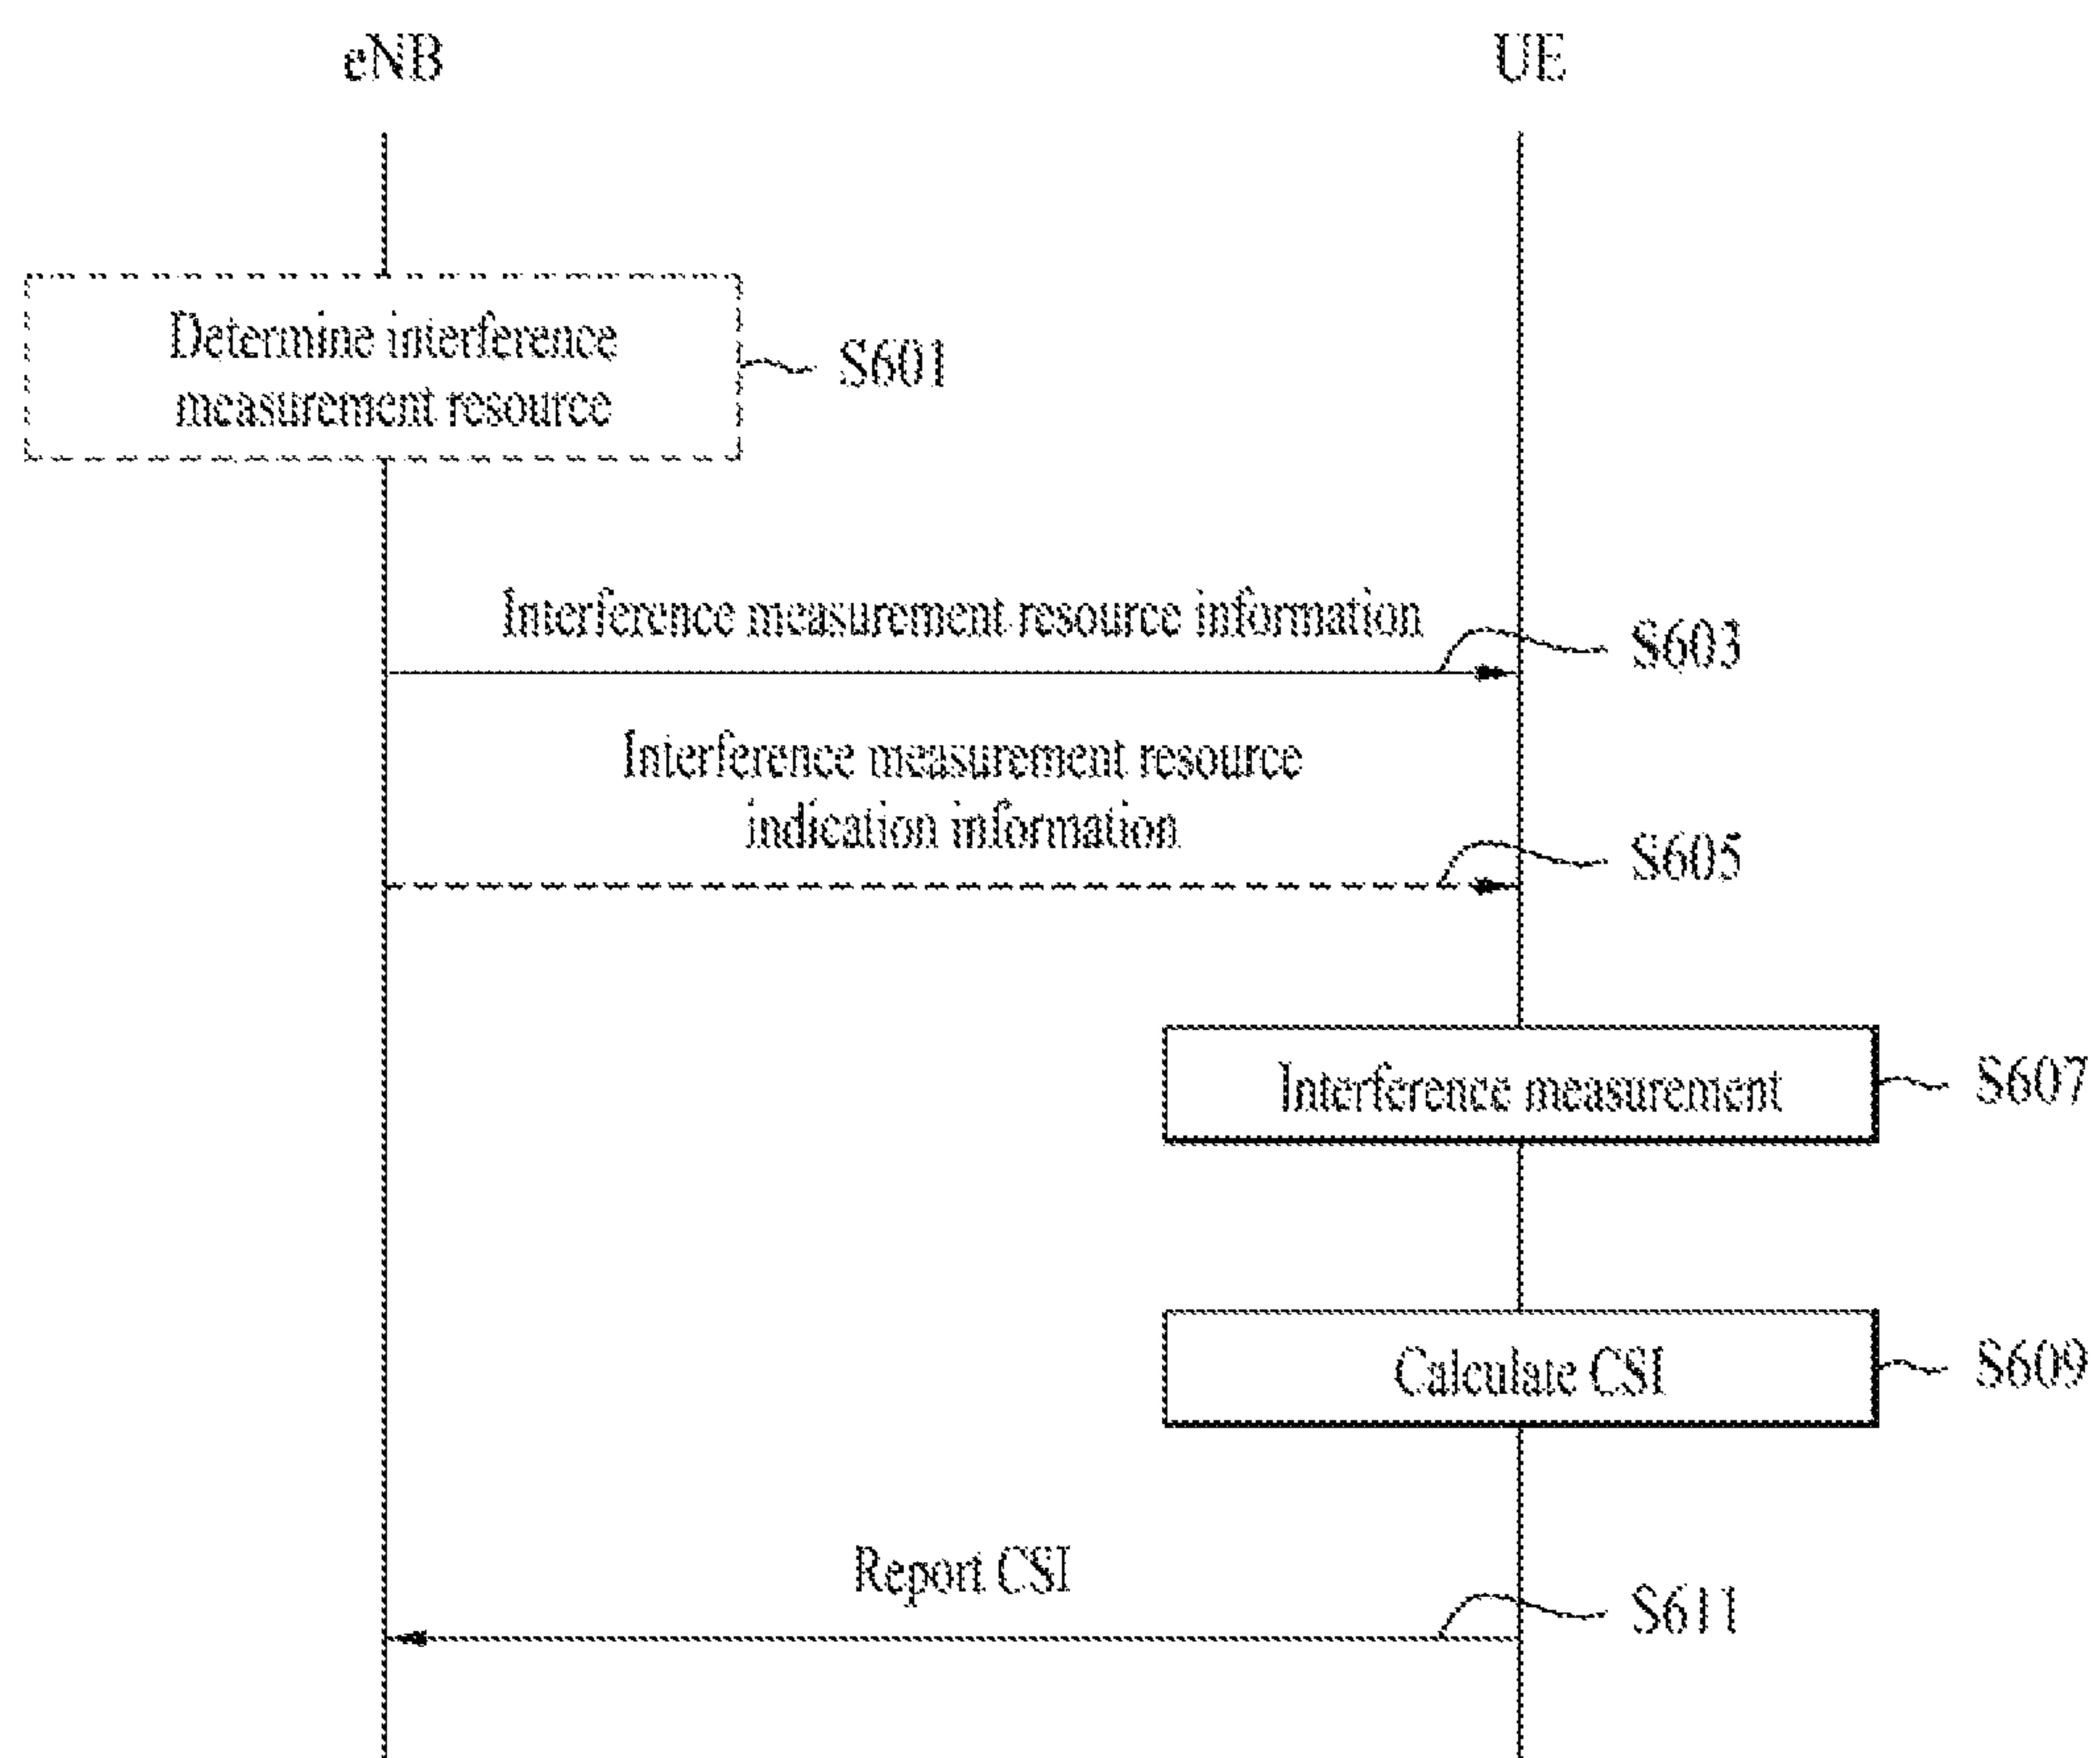 eNB
UE
Determine interference
measurement resource
S601
Interference measurement resource information
S603
Interference measurement resource
indication information
S605
Interference measurement
S607
Calculate CSI
S609
Report CSI
S611